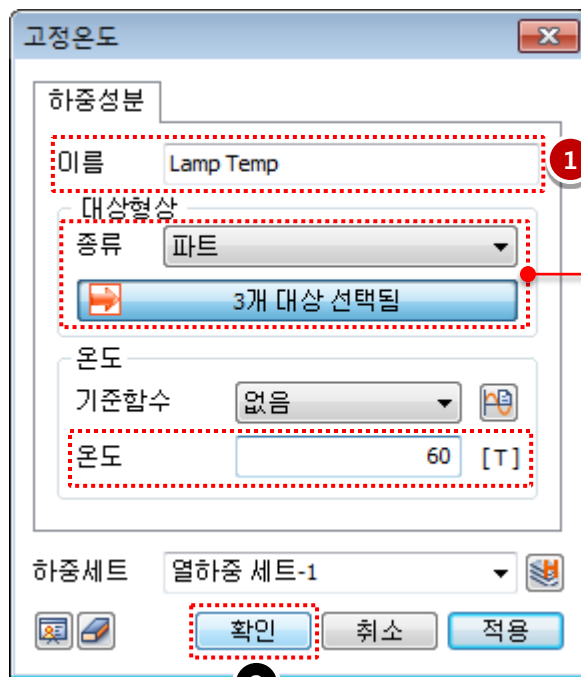 고정온도
하중성분
이름 Lamp Temp 1
대상형상
종류 파트
3개 대상 선택됨
온도
기준함수 없음
온도 60 [T]
하중세트 열하중 세트-1
확인 취소 적용